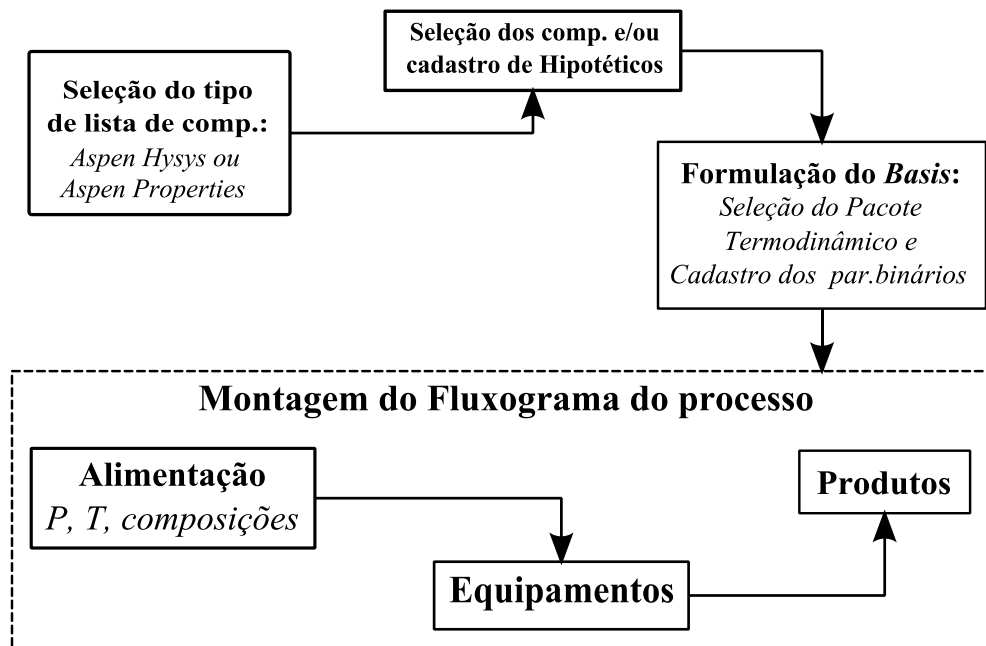 Seleção do tipo
de lista de comp.:
Aspen Hysys ou
Aspen Properties
Seleção dos comp. e/ou
cadastro de Hipotéticos
Formulação do Basis:
Seleção do Pacote
Termodinâmico e
Cadastro dos par.binários
Montagem do Fluxograma do processo
Alimentação
P, T, composições
Equipamentos
Produtos